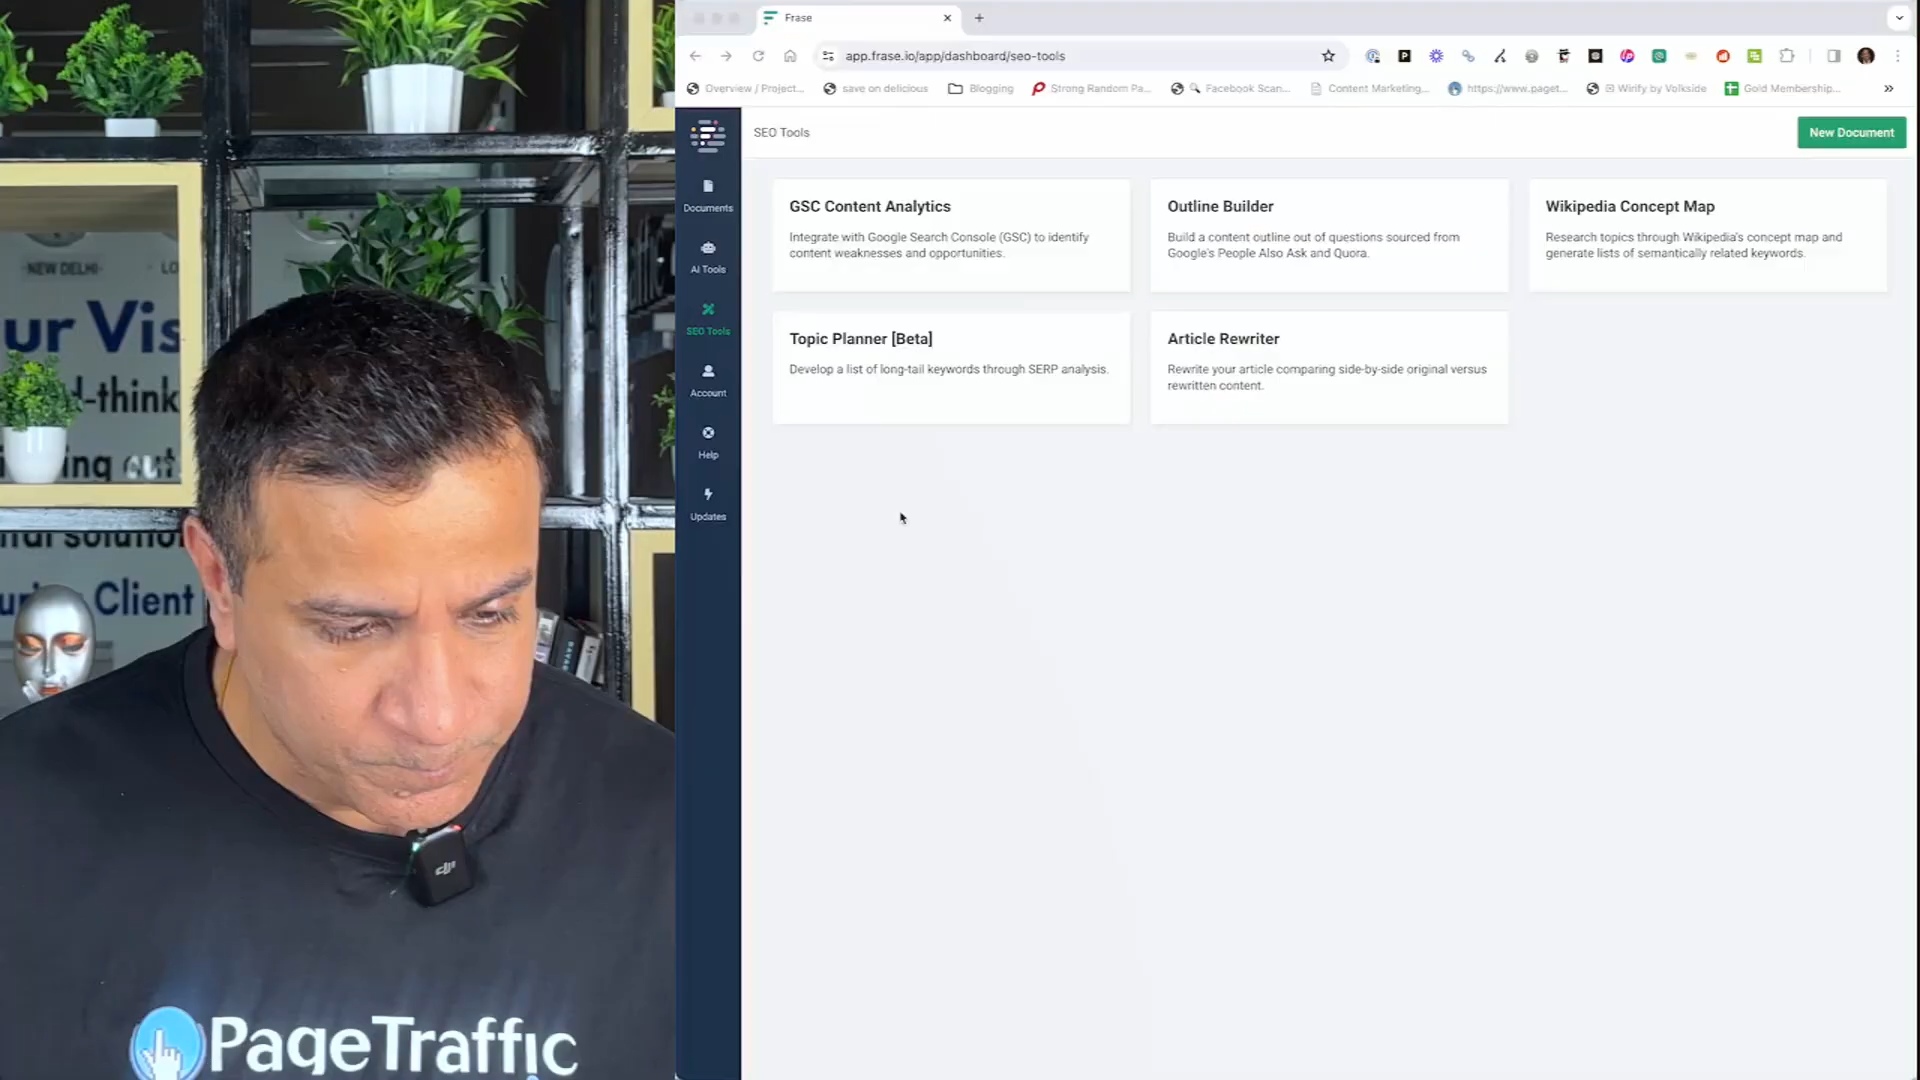 Frase
app.frase.io/app/dashboard/seo-tools
Overview / Project...
save on delicious
Blogging
Strong Random Pa...
Facebook Scan...
Content Marketing...
https://www.paget...
Wirify by Volkside
Gold Membership...
»
SEO Tools
New Document
Documents
AI Tools
SEO Tools
Account
Help
Updates
GSC Content Analytics
Integrate with Google Search Console (GSC) to identify
content weaknesses and opportunities.
Outline Builder
Build a content outline out of questions sourced from
Google's People Also Ask and Quora.
Wikipedia Concept Map
Research topics through Wikipedia's concept map and
generate lists of semantically related keywords.
Topic Planner [Beta]
Develop a list of long-tail keywords through SERP analysis.
Article Rewriter
Rewrite your article comparing side-by-side original versus
rewritten content.
NEW DELHI
LO
ur Vis
d-think
ing out
Client
dji
PageTraffic